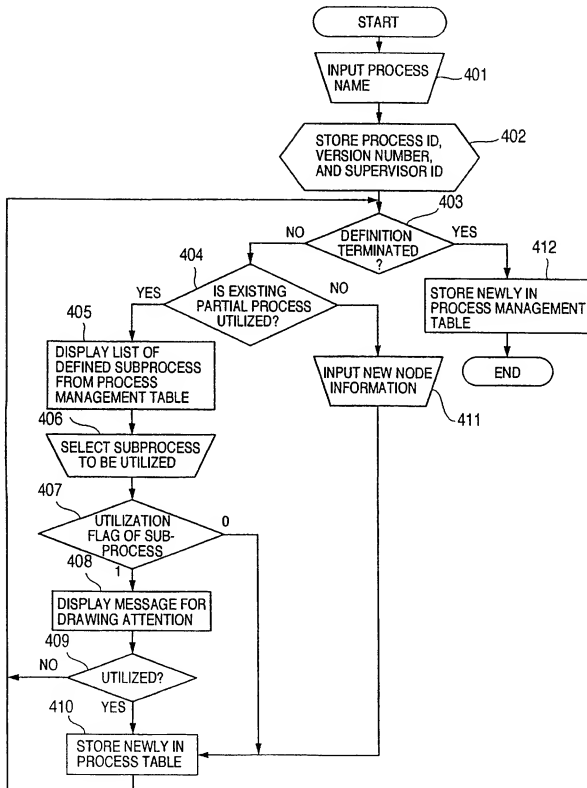 START
INPUT PROCESS
NAME
401
STORE PROCESS ID,
VERSION NUMBER,
AND SUPERVISOR ID
402
403
DEFINITION
TERMINATED
?
NO
YES
404
IS EXISTING
PARTIAL PROCESS
UTILIZED?
YES
NO
412
STORE NEWLY IN
PROCESS MANAGEMENT
TABLE
END
405
DISPLAY LIST OF
DEFINED SUBPROCESS
FROM PROCESS
MANAGEMENT TABLE
INPUT NEW NODE
INFORMATION
411
406
SELECT SUBPROCESS
TO BE UTILIZED
407
UTILIZATION
FLAG OF SUB-
PROCESS
0
1
408
DISPLAY MESSAGE FOR
DRAWING ATTENTION
409
UTILIZED?
NO
YES
410
STORE NEWLY IN
PROCESS TABLE